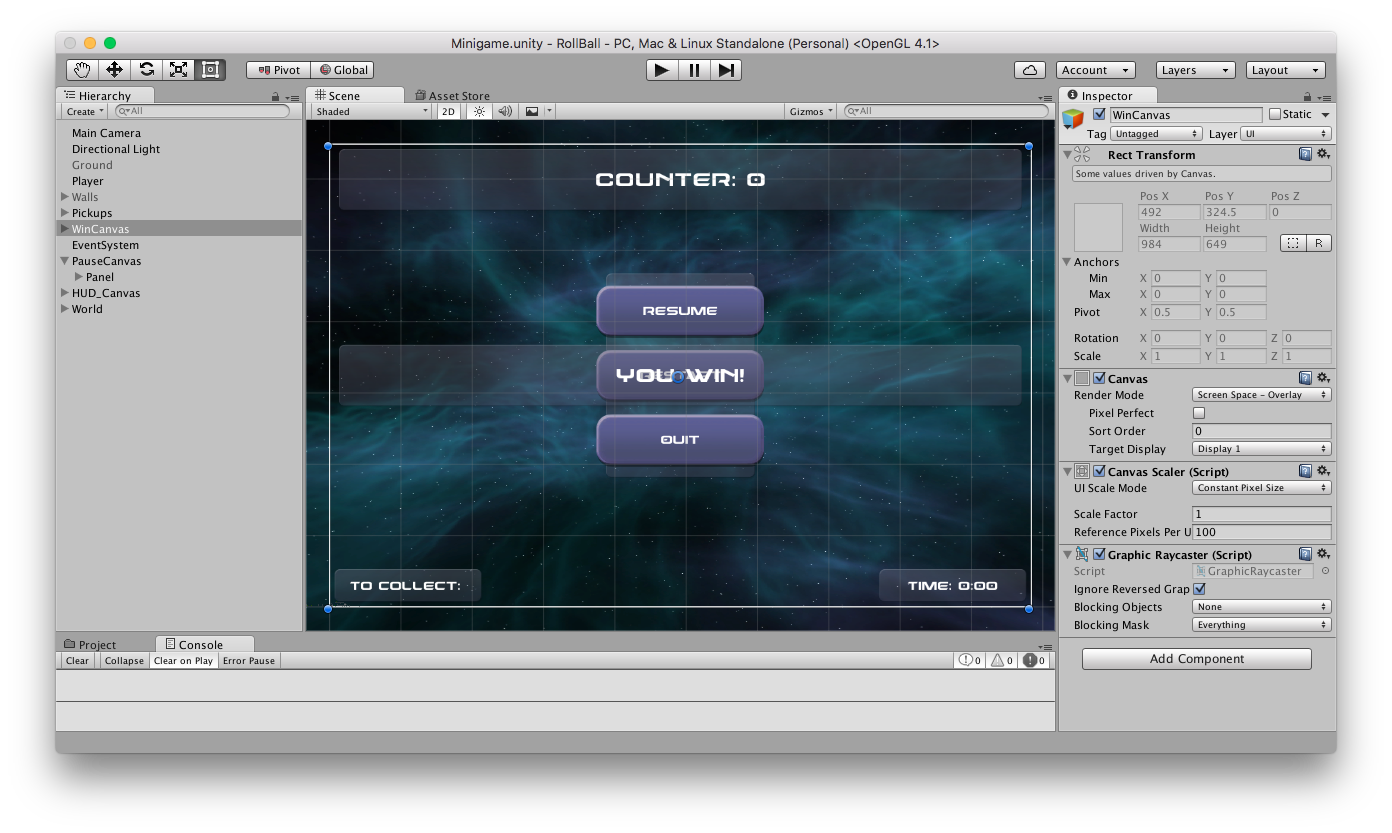 Minigame.unity - RollBall - PC, Mac & Linux Standalone (Personal) <OpenGL 4.1>
Pivot Global Account Layers Layout
Hierarchy
Create All
Main Camera
Directional Light
Ground
Player
Walls
Pickups
WinCanvas
EventSystem
PauseCanvas
Panel
HUD_Canvas
World
Scene Asset Store
Shaded 2D Gizmos All
COUNTER: 0
RESUME
YOU WIN!
QUIT
TO COLLECT: TIME: 0:00
Project Console
Clear Collapse Clear on Play Error Pause 0 0 0
Inspector
WinCanvas Static
Tag Untagged Layer UI
Rect Transform
Some values driven by Canvas.
Pos X Pos Y Pos Z
492 324.5 0
Width Height
984 649 R
Anchors
Min X 0 Y 0
Max X 0 Y 0
Pivot X 0.5 Y 0.5
Rotation X 0 Y 0 Z 0
Scale X 1 Y 1 Z 1
Canvas
Render Mode Screen Space - Overlay
Pixel Perfect
Sort Order 0
Target Display Display 1
Canvas Scaler (Script)
UI Scale Mode Constant Pixel Size
Scale Factor 1
Reference Pixels Per U 100
Graphic Raycaster (Script)
Script GraphicRaycaster
Ignore Reversed Grap
Blocking Objects None
Blocking Mask Everything
Add Component